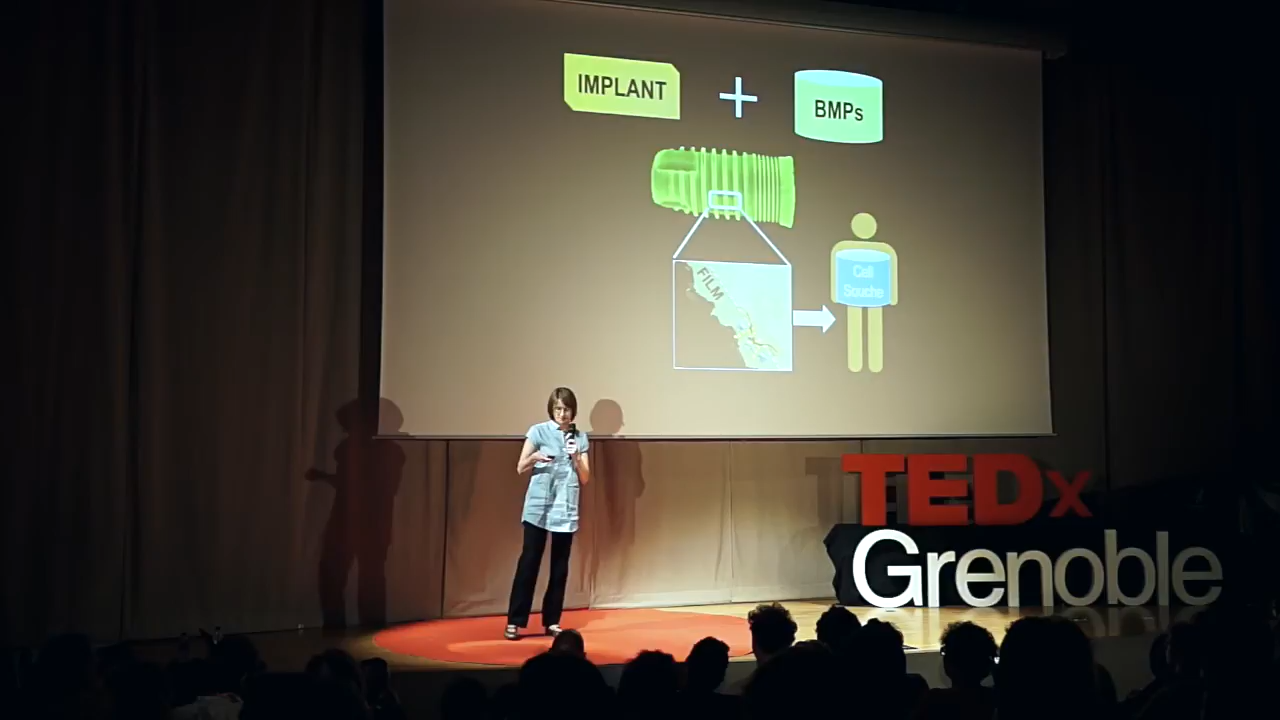 IMPLANT + BMPs
FILM
Cell
Souche
TEDx
Grenoble